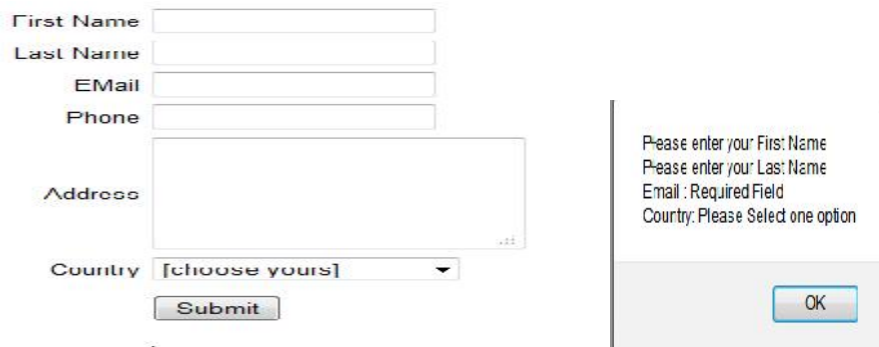 First Name
Last Name
EMail
Phone
Address
Country [choose yours]
Submit
Please enter your First Name
Please enter your Last Name
Email : Required Field
Country: Please Select one option
OK